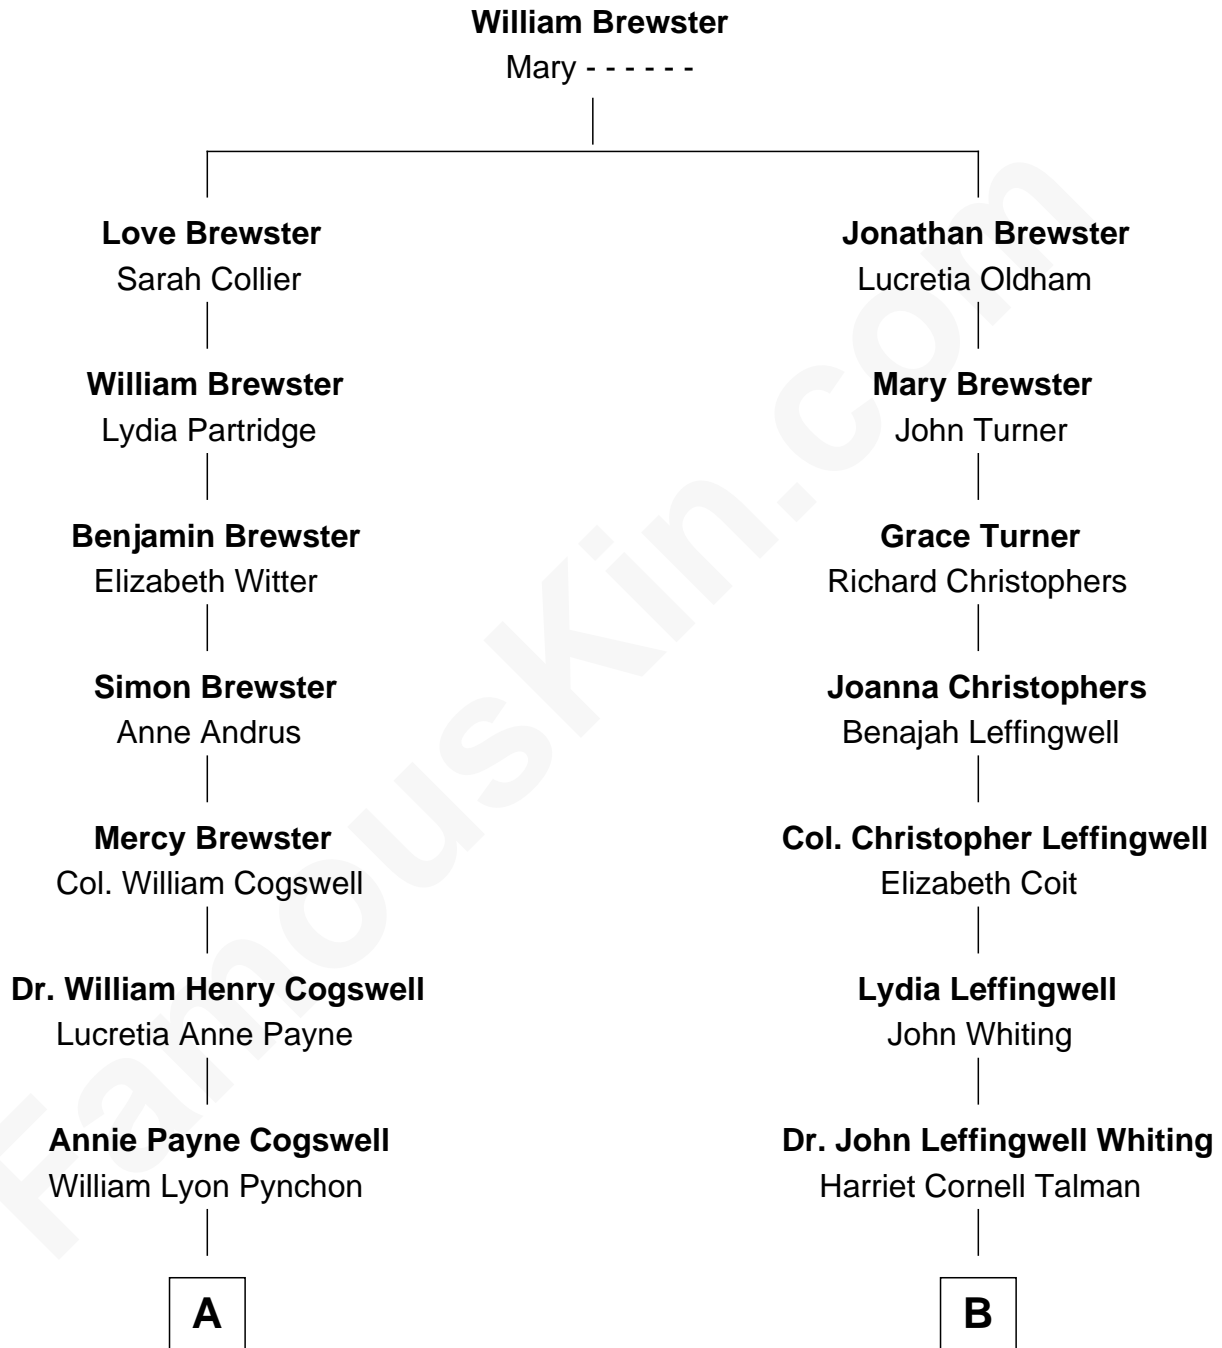 William Brewster
Mary - - - - - -
Love Brewster
Sarah Collier
Jonathan Brewster
Lucretia Oldham
William Brewster
Lydia Partridge
Mary Brewster
John Turner
Benjamin Brewster
Elizabeth Witter
Grace Turner
Richard Christophers
Simon Brewster
Anne Andrus
Joanna Christophers
Benajah Leffingwell
Mercy Brewster
Col. William Cogswell
Col. Christopher Leffingwell
Elizabeth Coit
Dr. William Henry Cogswell
Lucretia Anne Payne
Lydia Leffingwell
John Whiting
Annie Payne Cogswell
William Lyon Pynchon
Dr. John Leffingwell Whiting
Harriet Cornell Talman
A
B
FamousKin.com